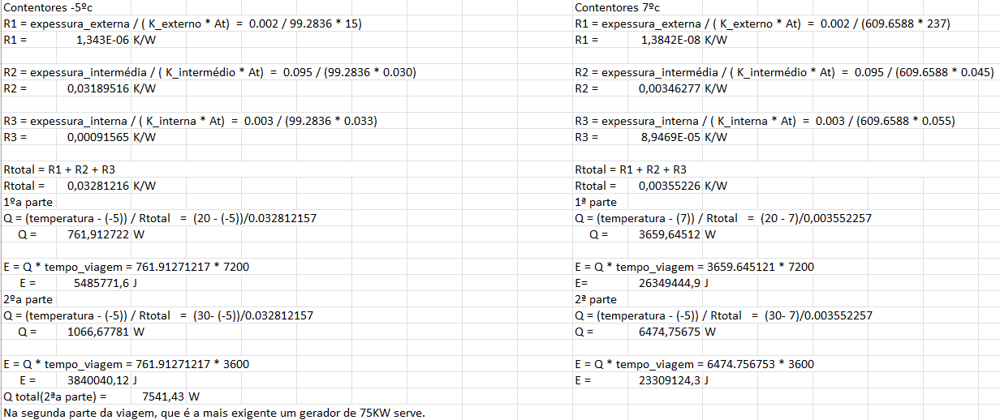 Contentores -5ºc
R1 = expessura_externa / ( K_externo * At)  =  0.002 / 99.2836 * 15)
R1 = 1,343E-06 K/W
R2 = expessura_intermédia / ( K_intermédio * At)  =  0.095 / (99.2836 * 0.030)
R2 = 0,03189516 K/W
R3 = expessura_interna / ( K_interna * At)  =  0.003 / (99.2836 * 0.033)
R3 = 0,00091565 K/W
Rtotal = R1 + R2 + R3
Rtotal = 0,03281216 K/W
1ºa parte
Q = (temperatura - (-5)) / Rtotal  =  (20 - (-5))/0.032812157
Q = 761,912722 W
E = Q * tempo_viagem = 761.91271217 * 7200
E = 5485771,6 J
2ºa parte
Q = (temperatura - (-5)) / Rtotal  =  (30- (-5))/0.032812157
Q = 1066,67781 W
E = Q * tempo_viagem = 761.91271217 * 3600
E = 3840040,12 J
Q total(2ªa parte) = 7541,43 W
Na segunda parte da viagem, que é a mais exigente um gerador de 75KW serve.
Contentores 7ºc
R1 = expessura_externa / ( K_externo * At)  =  0.002 / (609.6588 * 237)
R1 = 1,3842E-08 K/W
R2 = expessura_intermédia / ( K_intermédio * At)  =  0.095 / (609.6588 * 0.045)
R2 = 0,00346277 K/W
R3 = expessura_interna / ( K_interna * At)  =  0.003 / (609.6588 * 0.055)
R3 = 8,9469E-05 K/W
Rtotal = R1 + R2 + R3
Rtotal = 0,00355226 K/W
1ª parte
Q = (temperatura - (7)) / Rtotal  =  (20 - 7)/0,003552257
Q = 3659,64512 W
E = Q * tempo_viagem = 3659.645121 * 7200
E= 26349444,9 J
2ª parte
Q = (temperatura - (-5)) / Rtotal  =  (30- 7)/0.003552257
Q = 6474,75675 W
E = Q * tempo_viagem = 6474.756753 * 3600
E = 23309124,3 J